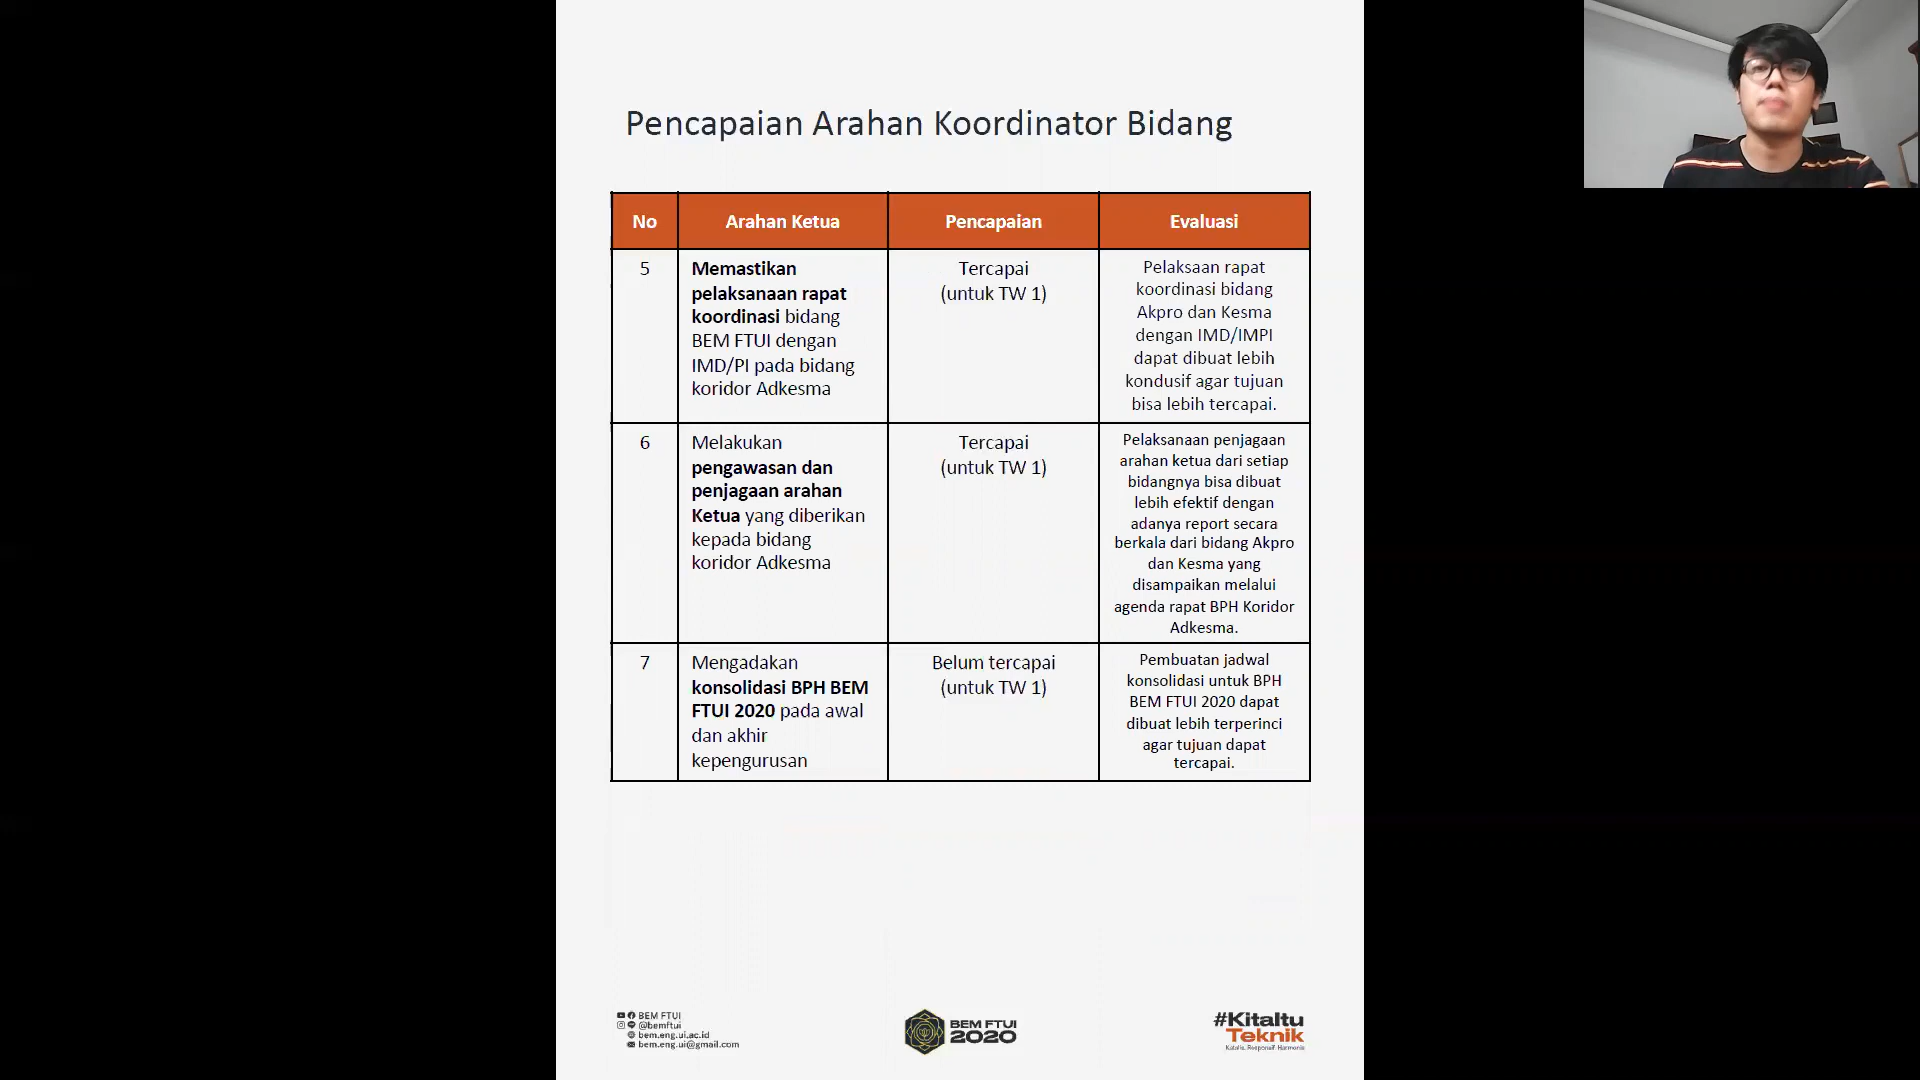 Pencapaian Arahan Koordinator Bidang
No
Arahan Ketua
Pencapaian
Evaluasi
5
Memastikan
pelaksanaan rapat
koordinasi bidang
BEM FTUI dengan
IMD/PI pada bidang
koridor Adkesma
Tercapai
(untuk TW 1)
Pelaksaan rapat
koordinasi bidang
Akpro dan Kesma
dengan IMD/IMPI
dapat dibuat lebih
kondusif agar tujuan
bisa lebih tercapai.
6
Melakukan
pengawasan dan
penjagaan arahan
Ketua yang diberikan
kepada bidang
koridor Adkesma
Tercapai
(untuk TW 1)
Pelaksanaan penjagaan
arahan ketua dari setiap
bidangnya bisa dibuat
lebih efektif dengan
adanya report secara
berkala dari bidang Akpro
dan Kesma yang
disampaikan melalui
agenda rapat BPH Koridor
Adkesma.
7
Mengadakan
konsolidasi BPH BEM
FTUI 2020 pada awal
dan akhir
kepengurusan
Belum tercapai
(untuk TW 1)
Pembuatan jadwal
konsolidasi untuk BPH
BEM FTUI 2020 dapat
dibuat lebih terperinci
agar tujuan dapat
tercapai.
BEM FTUI
@bemftui
bem.eng.ui.ac.id
bem.eng.ui@gmail.com
BEM FTUI
2020
#KitaItu
Teknik
Katalis. Responsif. Harmonis